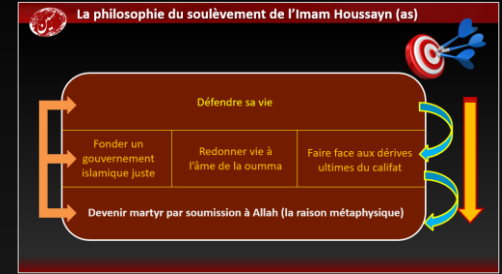 La philosophie du soulèvement de l'Imam Houssayn (as)
Défendre sa vie
Fonder un
gouvernement
islamique juste
Redonner vie à
l'âme de la oumma
Faire face aux dérives
ultimes du califat
Devenir martyr par soumission à Allah (la raison métaphysique)